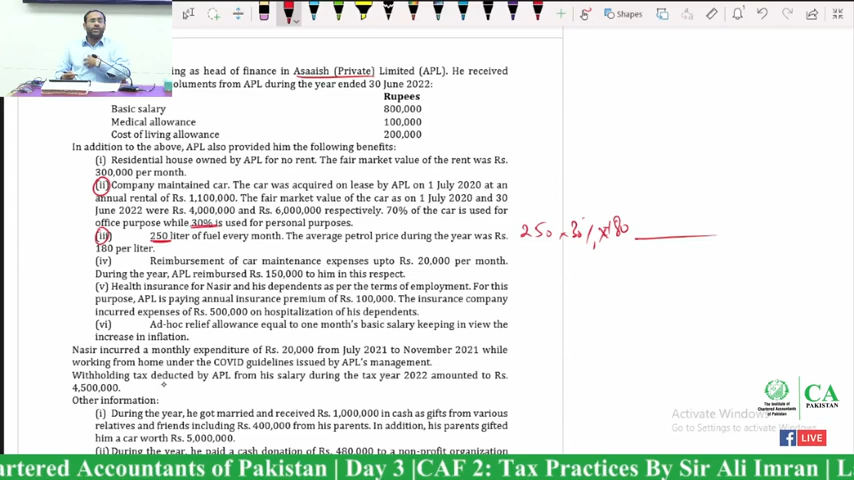 Shapes
ing as head of finance in Asaaish (Private) Limited (APL). He received
oluments from APL during the year ended 30 June 2022:
Rupees
Basic salary 800,000
Medical allowance 100,000
Cost of living allowance 200,000
In addition to the above, APL also provided him the following benefits:
(i) Residential house owned by APL for no rent. The fair market value of the rent was Rs.
300,000 per month.
(ii) Company maintained car. The car was acquired on lease by APL on 1 July 2020 at an
annual rental of Rs. 1,100,000. The fair market value of the car as on 1 July 2020 and 30
June 2022 were Rs. 4,000,000 and Rs. 6,000,000 respectively. 70% of the car is used for
office purpose while 30% is used for personal purposes.
250 x 30% x 180
(iii) 250 liter of fuel every month. The average petrol price during the year was Rs.
180 per liter.
(iv) Reimbursement of car maintenance expenses upto Rs. 20,000 per month.
During the year, APL reimbursed Rs. 150,000 to him in this respect.
(v) Health insurance for Nasir and his dependents as per the terms of employment. For this
purpose, APL is paying annual insurance premium of Rs. 100,000. The insurance company
incurred expenses of Rs. 500,000 on hospitalization of his dependents.
(vi) Ad-hoc relief allowance equal to one month's basic salary keeping in view the
increase in inflation.
Nasir incurred a monthly expenditure of Rs. 20,000 from July 2021 to November 2021 while
working from home under the COVID guidelines issued by APL's management.
Withholding tax deducted by APL from his salary during the tax year 2022 amounted to Rs.
4,500,000.
Other information:
(i) During the year, he got married and received Rs. 1,000,000 in cash as gifts from various
relatives and friends including Rs. 400,000 from his parents. In addition, his parents gifted
him a car worth Rs. 5,000,000.
(ii) During the year, he paid a cash donation of Rs. 480,000 to a non-profit organization
The Institute of
Chartered Accountants
of Pakistan
CA
PAKISTAN
Activate Windows
Go to Settings to activate Windows.
LIVE
artered Accountants of Pakistan | Day 3 |CAF 2: Tax Practices By Sir Ali Imran | L